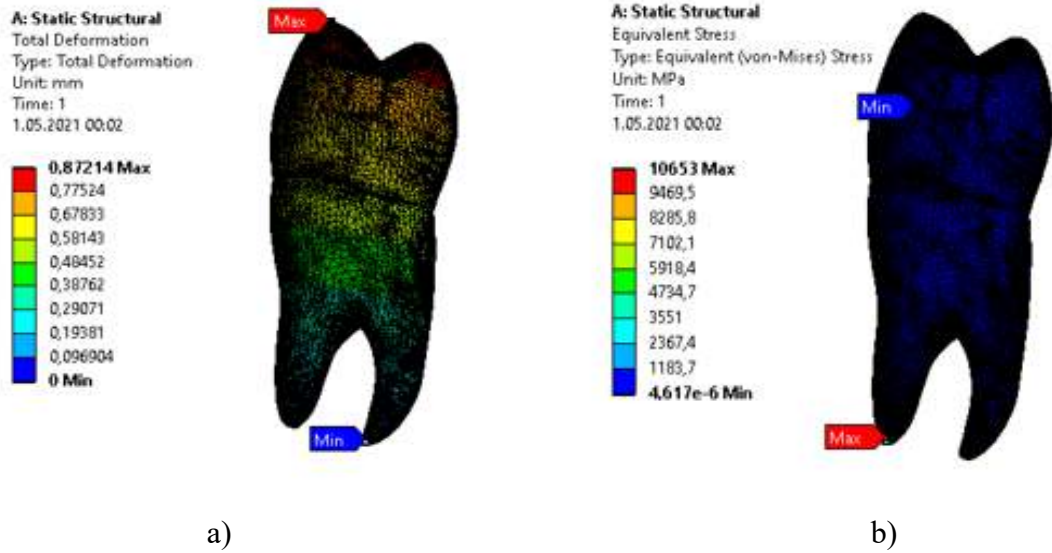 A: Static Structural
Total Deformation
Type: Total Deformation
Unit: mm
Time: 1
1.05.2021 00:02
0,87214 Max
0,77524
0,67833
0,58143
0,48452
0,38762
0,29071
0,19381
0,096904
0 Min
Max
Min
a)
A: Static Structural
Equivalent Stress
Type: Equivalent (von-Mises) Stress
Unit: MPa
Time: 1
1.05.2021 00:02
10653 Max
9469,5
8285,8
7102,1
5918,4
4734,7
3551
2367,4
1183,7
4,617e-6 Min
Min
Max
b)